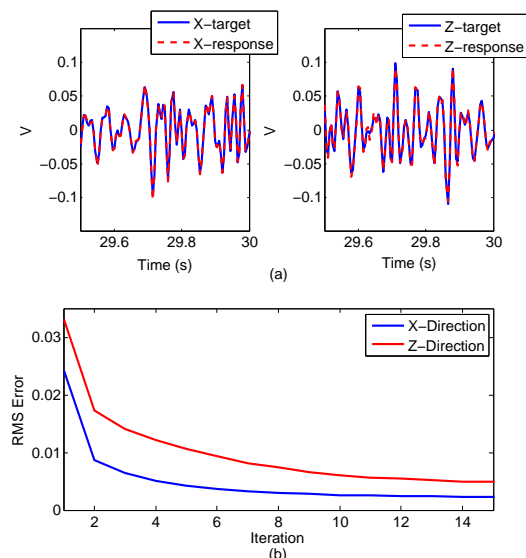 X−target
X−response
Z−target
Z−response
0.1
0.05
0
−0.05
−0.1
V
29.6
29.8
30
Time (s)
0.1
0.05
0
−0.05
−0.1
V
29.6
29.8
30
Time (s)
(a)
X−Direction
Z−Direction
0.03
0.02
0.01
0
RMS Error
2
4
6
8
10
12
14
Iteration
(b)